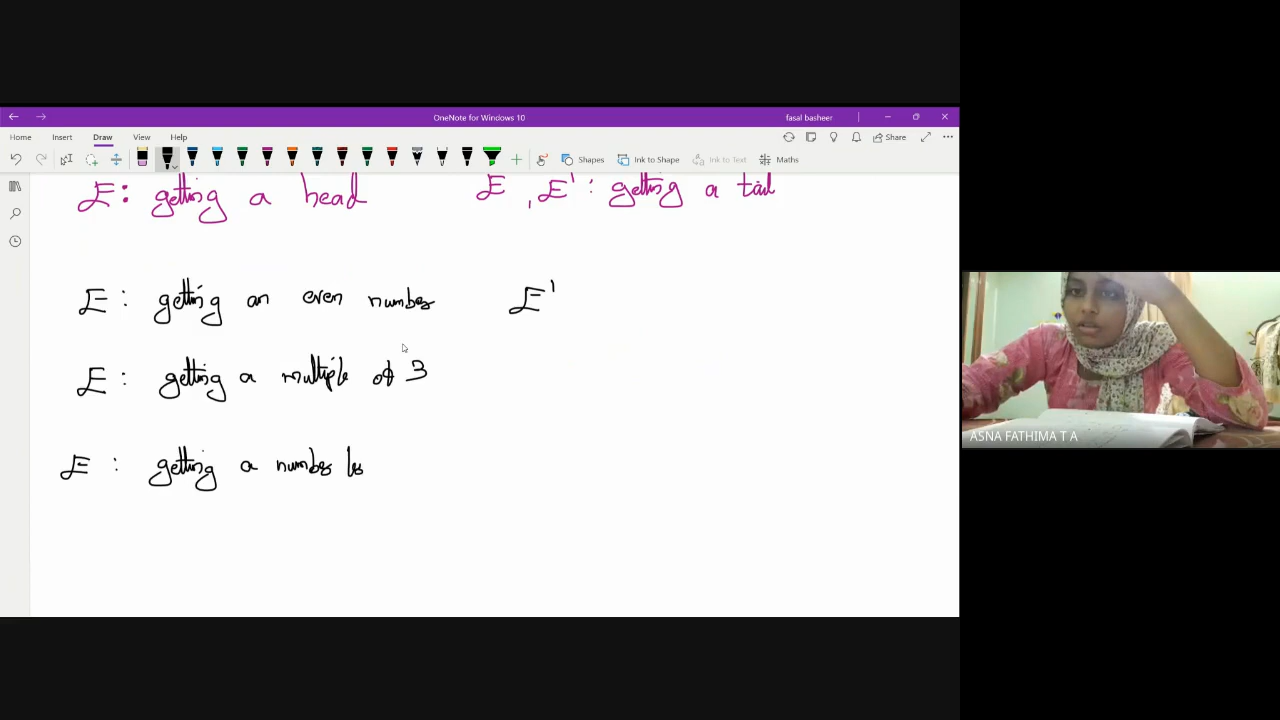 OneNote for Windows 10
fasal basheer
Home Insert Draw View Help
Share
Shapes Ink to Shape Ink to Text Maths
E: getting a head E , E' : getting a tail
E : getting an even number E'
E : getting a multiple of 3
E : getting a number les
ASNA FATHIMA T A